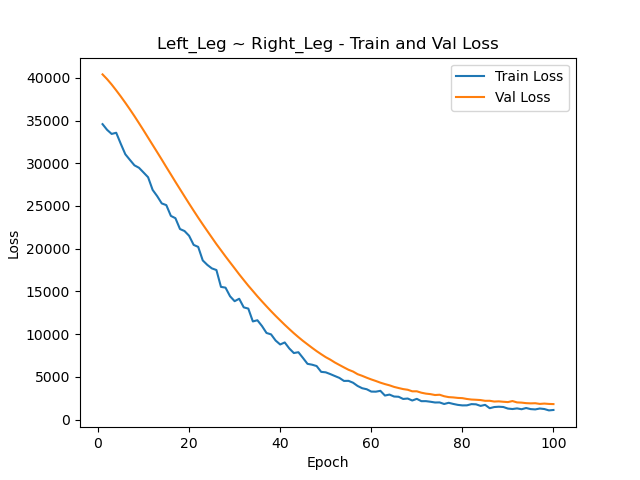 Left_Leg ~ Right_Leg - Train and Val Loss
Train Loss
Val Loss
40000
35000
30000
25000
20000
15000
10000
5000
0
Loss
0 20 40 60 80 100
Epoch